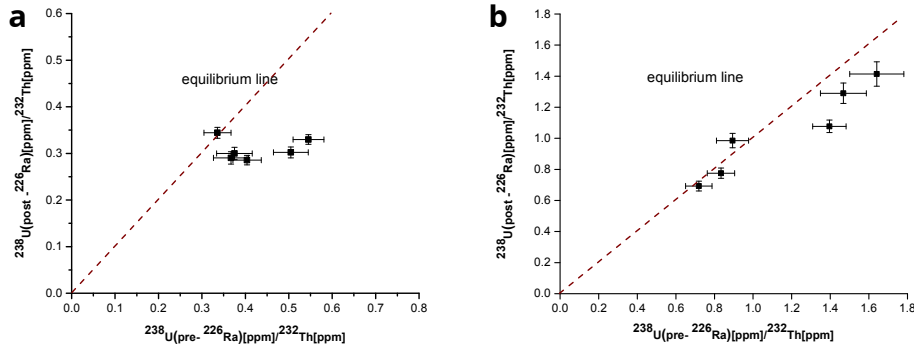 a
b
0.6
0.5
0.4
0.3
0.2
0.1
0.0
0.0 0.1 0.2 0.3 0.4 0.5 0.6 0.7 0.8
equilibrium line
²³⁸U(post -²²⁶Ra)[ppm]/²³²Th[ppm]
²³⁸U(pre- ²²⁶Ra)[ppm]/²³²Th[ppm]
1.8
1.6
1.4
1.2
1.0
0.8
0.6
0.4
0.2
0.0
0.0 0.2 0.4 0.6 0.8 1.0 1.2 1.4 1.6 1.8
equilibrium line
²³⁸U(post -²²⁶Ra)[ppm]/²³²Th[ppm]
²³⁸U(pre- ²²⁶Ra)[ppm]/²³²Th[ppm]